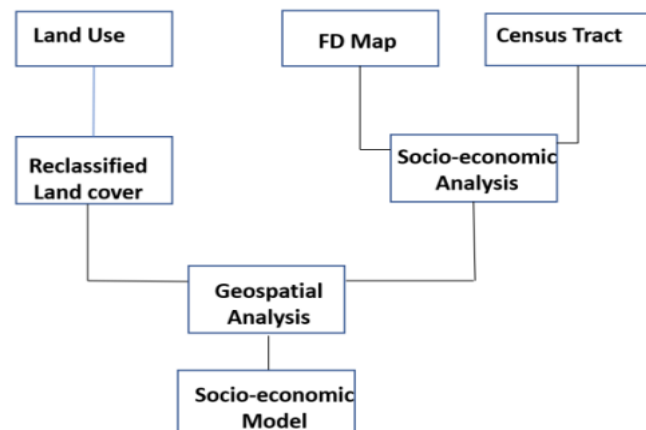 Land Use
FD Map
Census Tract
Reclassified
Land cover
Socio-economic
Analysis
Geospatial
Analysis
Socio-economic
Model